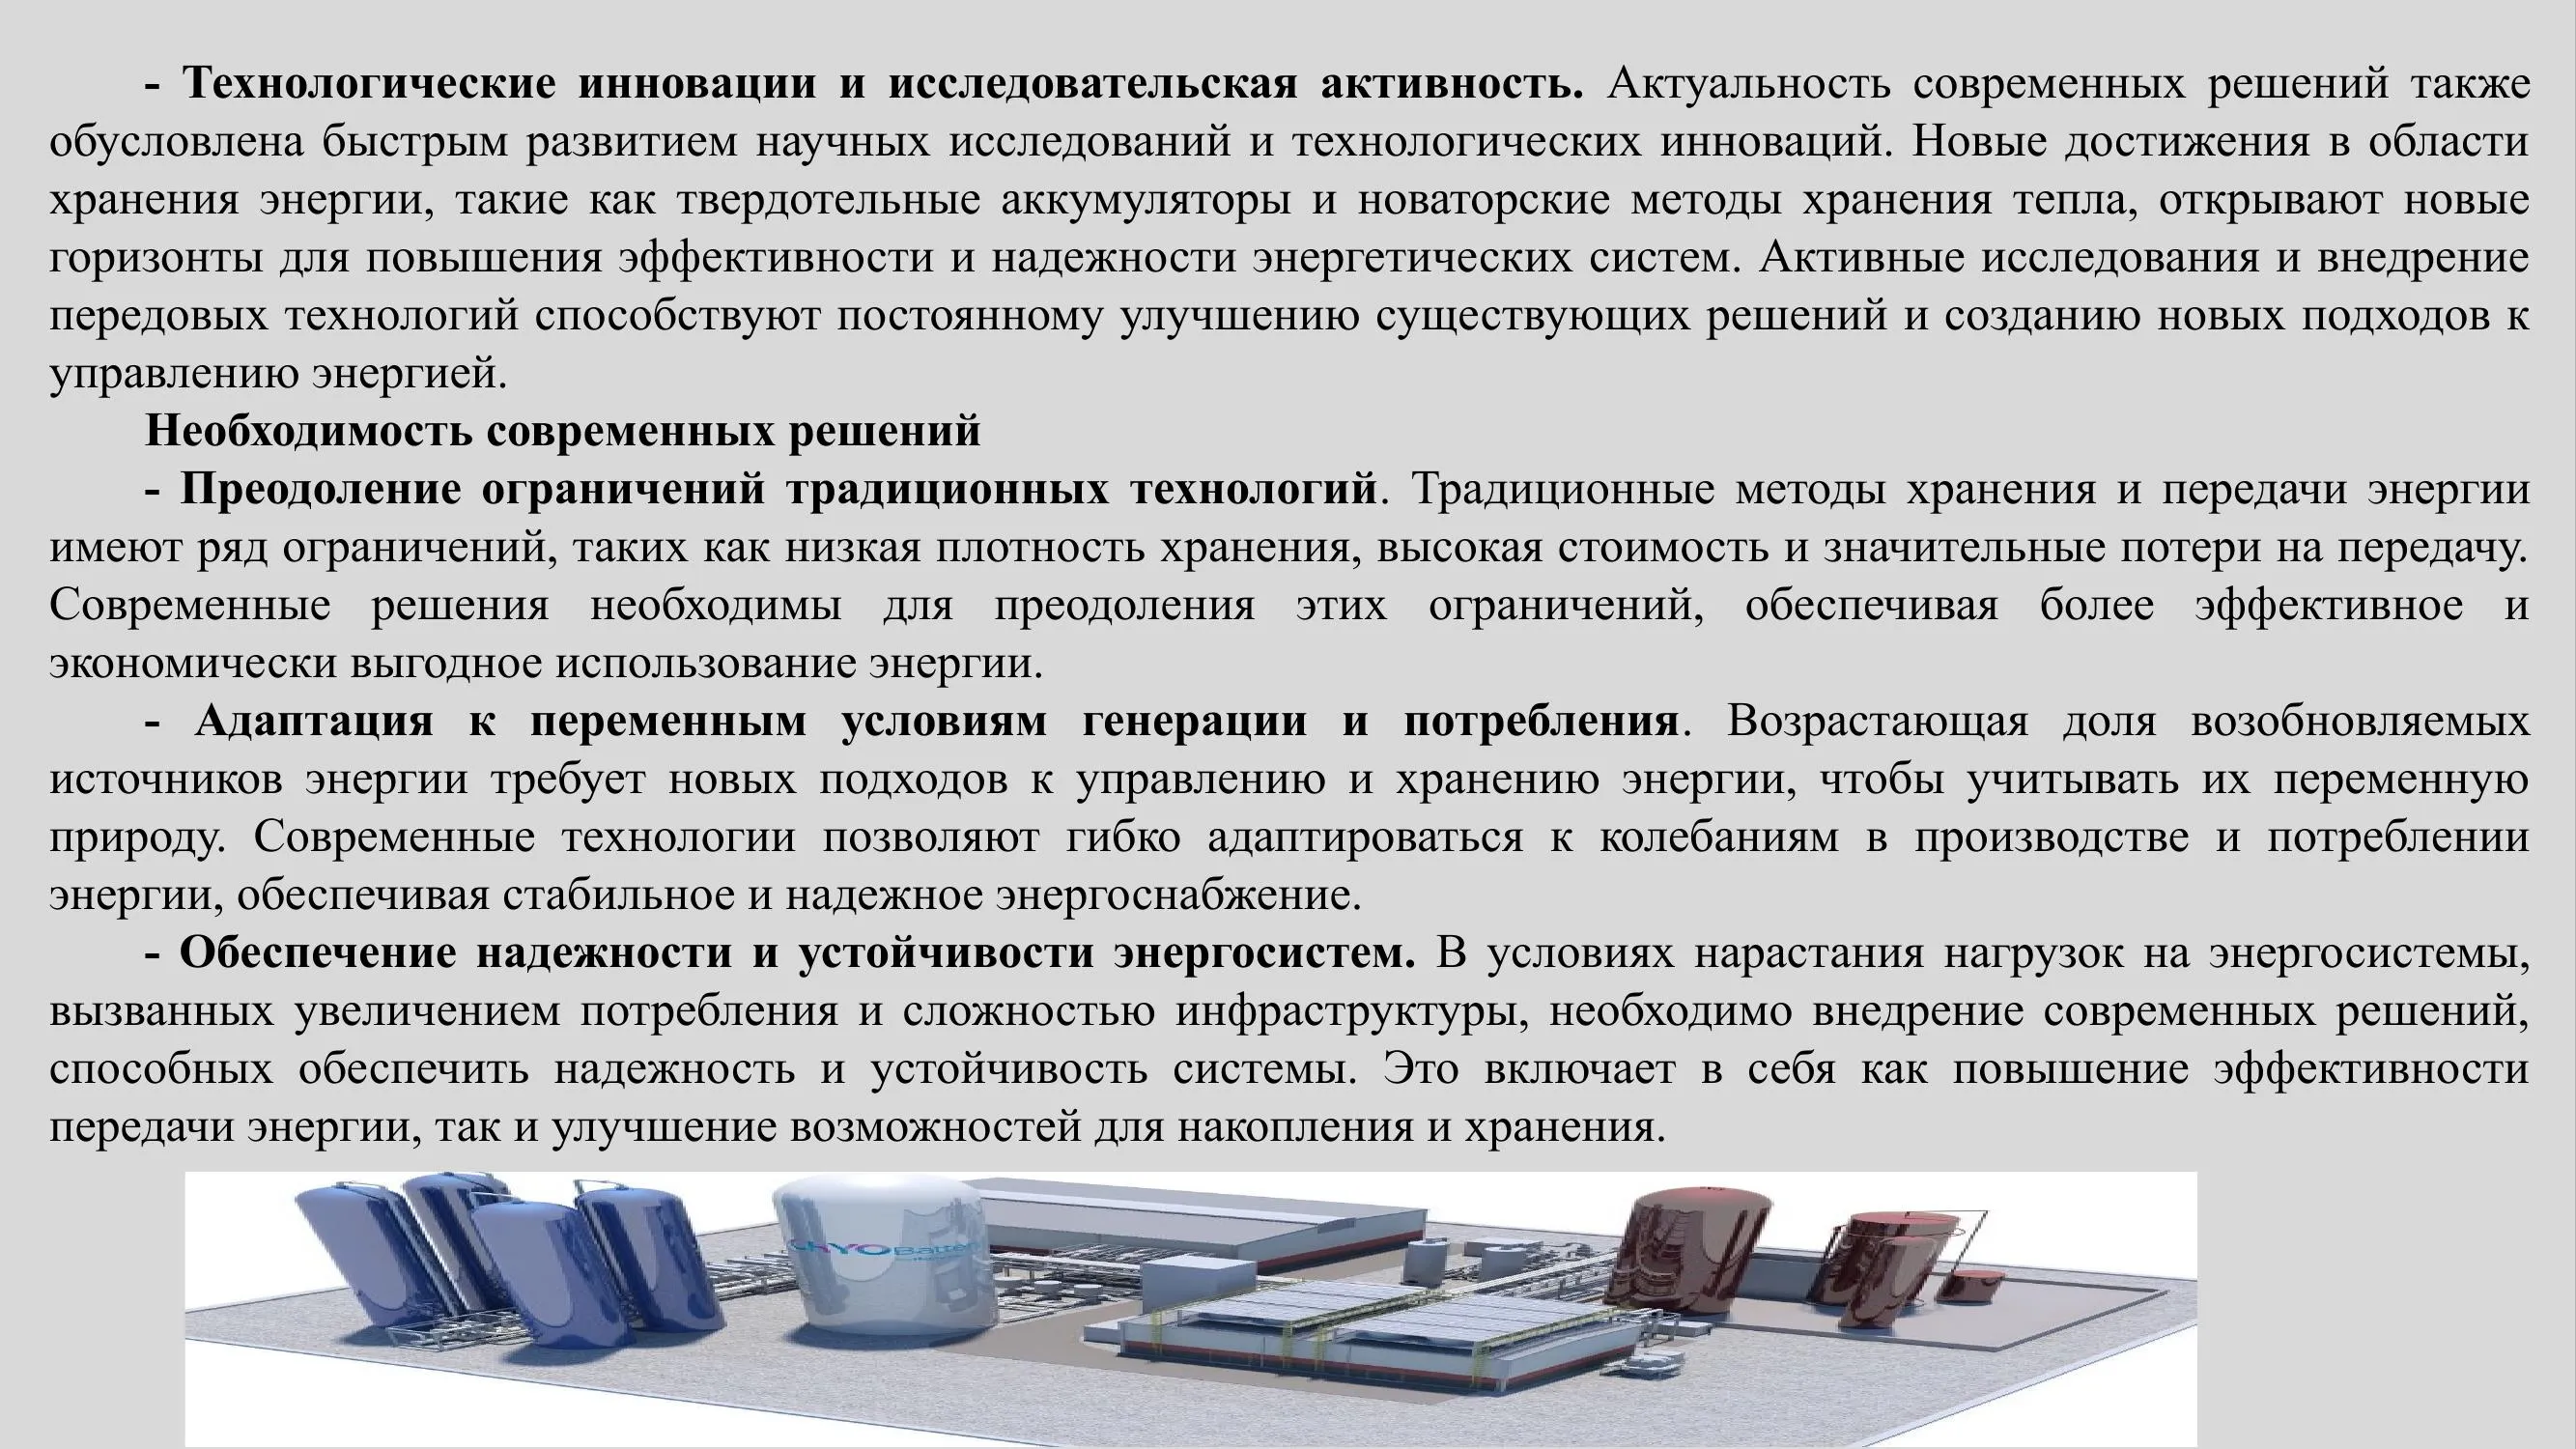 - Технологические инновации и исследовательская активность. Актуальность современных решений также
обусловлена быстрым развитием научных исследований и технологических инноваций. Новые достижения в области
хранения энергии, такие как твердотельные аккумуляторы и новаторские методы хранения тепла, открывают новые
горизонты для повышения эффективности и надежности энергетических систем. Активные исследования и внедрение
передовых технологий способствуют постоянному улучшению существующих решений и созданию новых подходов к
управлению энергией.
Необходимость современных решений
- Преодоление ограничений традиционных технологий. Традиционные методы хранения и передачи энергии
имеют ряд ограничений, таких как низкая плотность хранения, высокая стоимость и значительные потери на передачу.
Современные решения необходимы для преодоления этих ограничений, обеспечивая более эффективное и
экономически выгодное использование энергии.
- Адаптация к переменным условиям генерации и потребления. Возрастающая доля возобновляемых
источников энергии требует новых подходов к управлению и хранению энергии, чтобы учитывать их переменную
природу. Современные технологии позволяют гибко адаптироваться к колебаниям в производстве и потреблении
энергии, обеспечивая стабильное и надежное энергоснабжение.
- Обеспечение надежности и устойчивости энергосистем. В условиях нарастания нагрузок на энергосистемы,
вызванных увеличением потребления и сложностью инфраструктуры, необходимо внедрение современных решений,
способных обеспечить надежность и устойчивость системы. Это включает в себя как повышение эффективности
передачи энергии, так и улучшение возможностей для накопления и хранения.